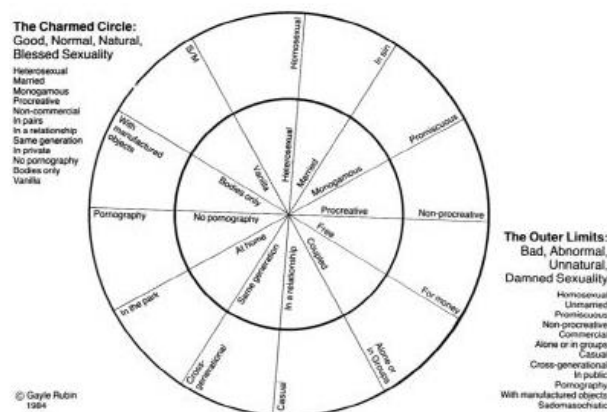 The Charmed Circle:
Good, Normal, Natural,
Blessed Sexuality
Heterosexual
Married
Monogamous
Procreative
Non-commercial
In pairs
In a relationship
Same generation
In private
No pornography
Bodies only
Vanilla
S/M
Homosexual
In sin
Promiscuous
Non-procreative
For money
Alone or
in Groups
Casual
Cross-
generational
In the park
Pornography
With
manufactured
objects
Vanilla
Heterosexual
Married
Monogamous
Procreative
Free
Coupled
In a relationship
Same generation
At home
No pornography
Bodies only
The Outer Limits:
Bad, Abnormal,
Unnatural,
Damned Sexuality
Homosexual
Unmarried
Promiscuous
Non-procreative
Commercial
Alone or in groups
Casual
Cross-generational
In public
Pornography
With manufactured objects
Sadomasochistic
© Gayle Rubin
1984